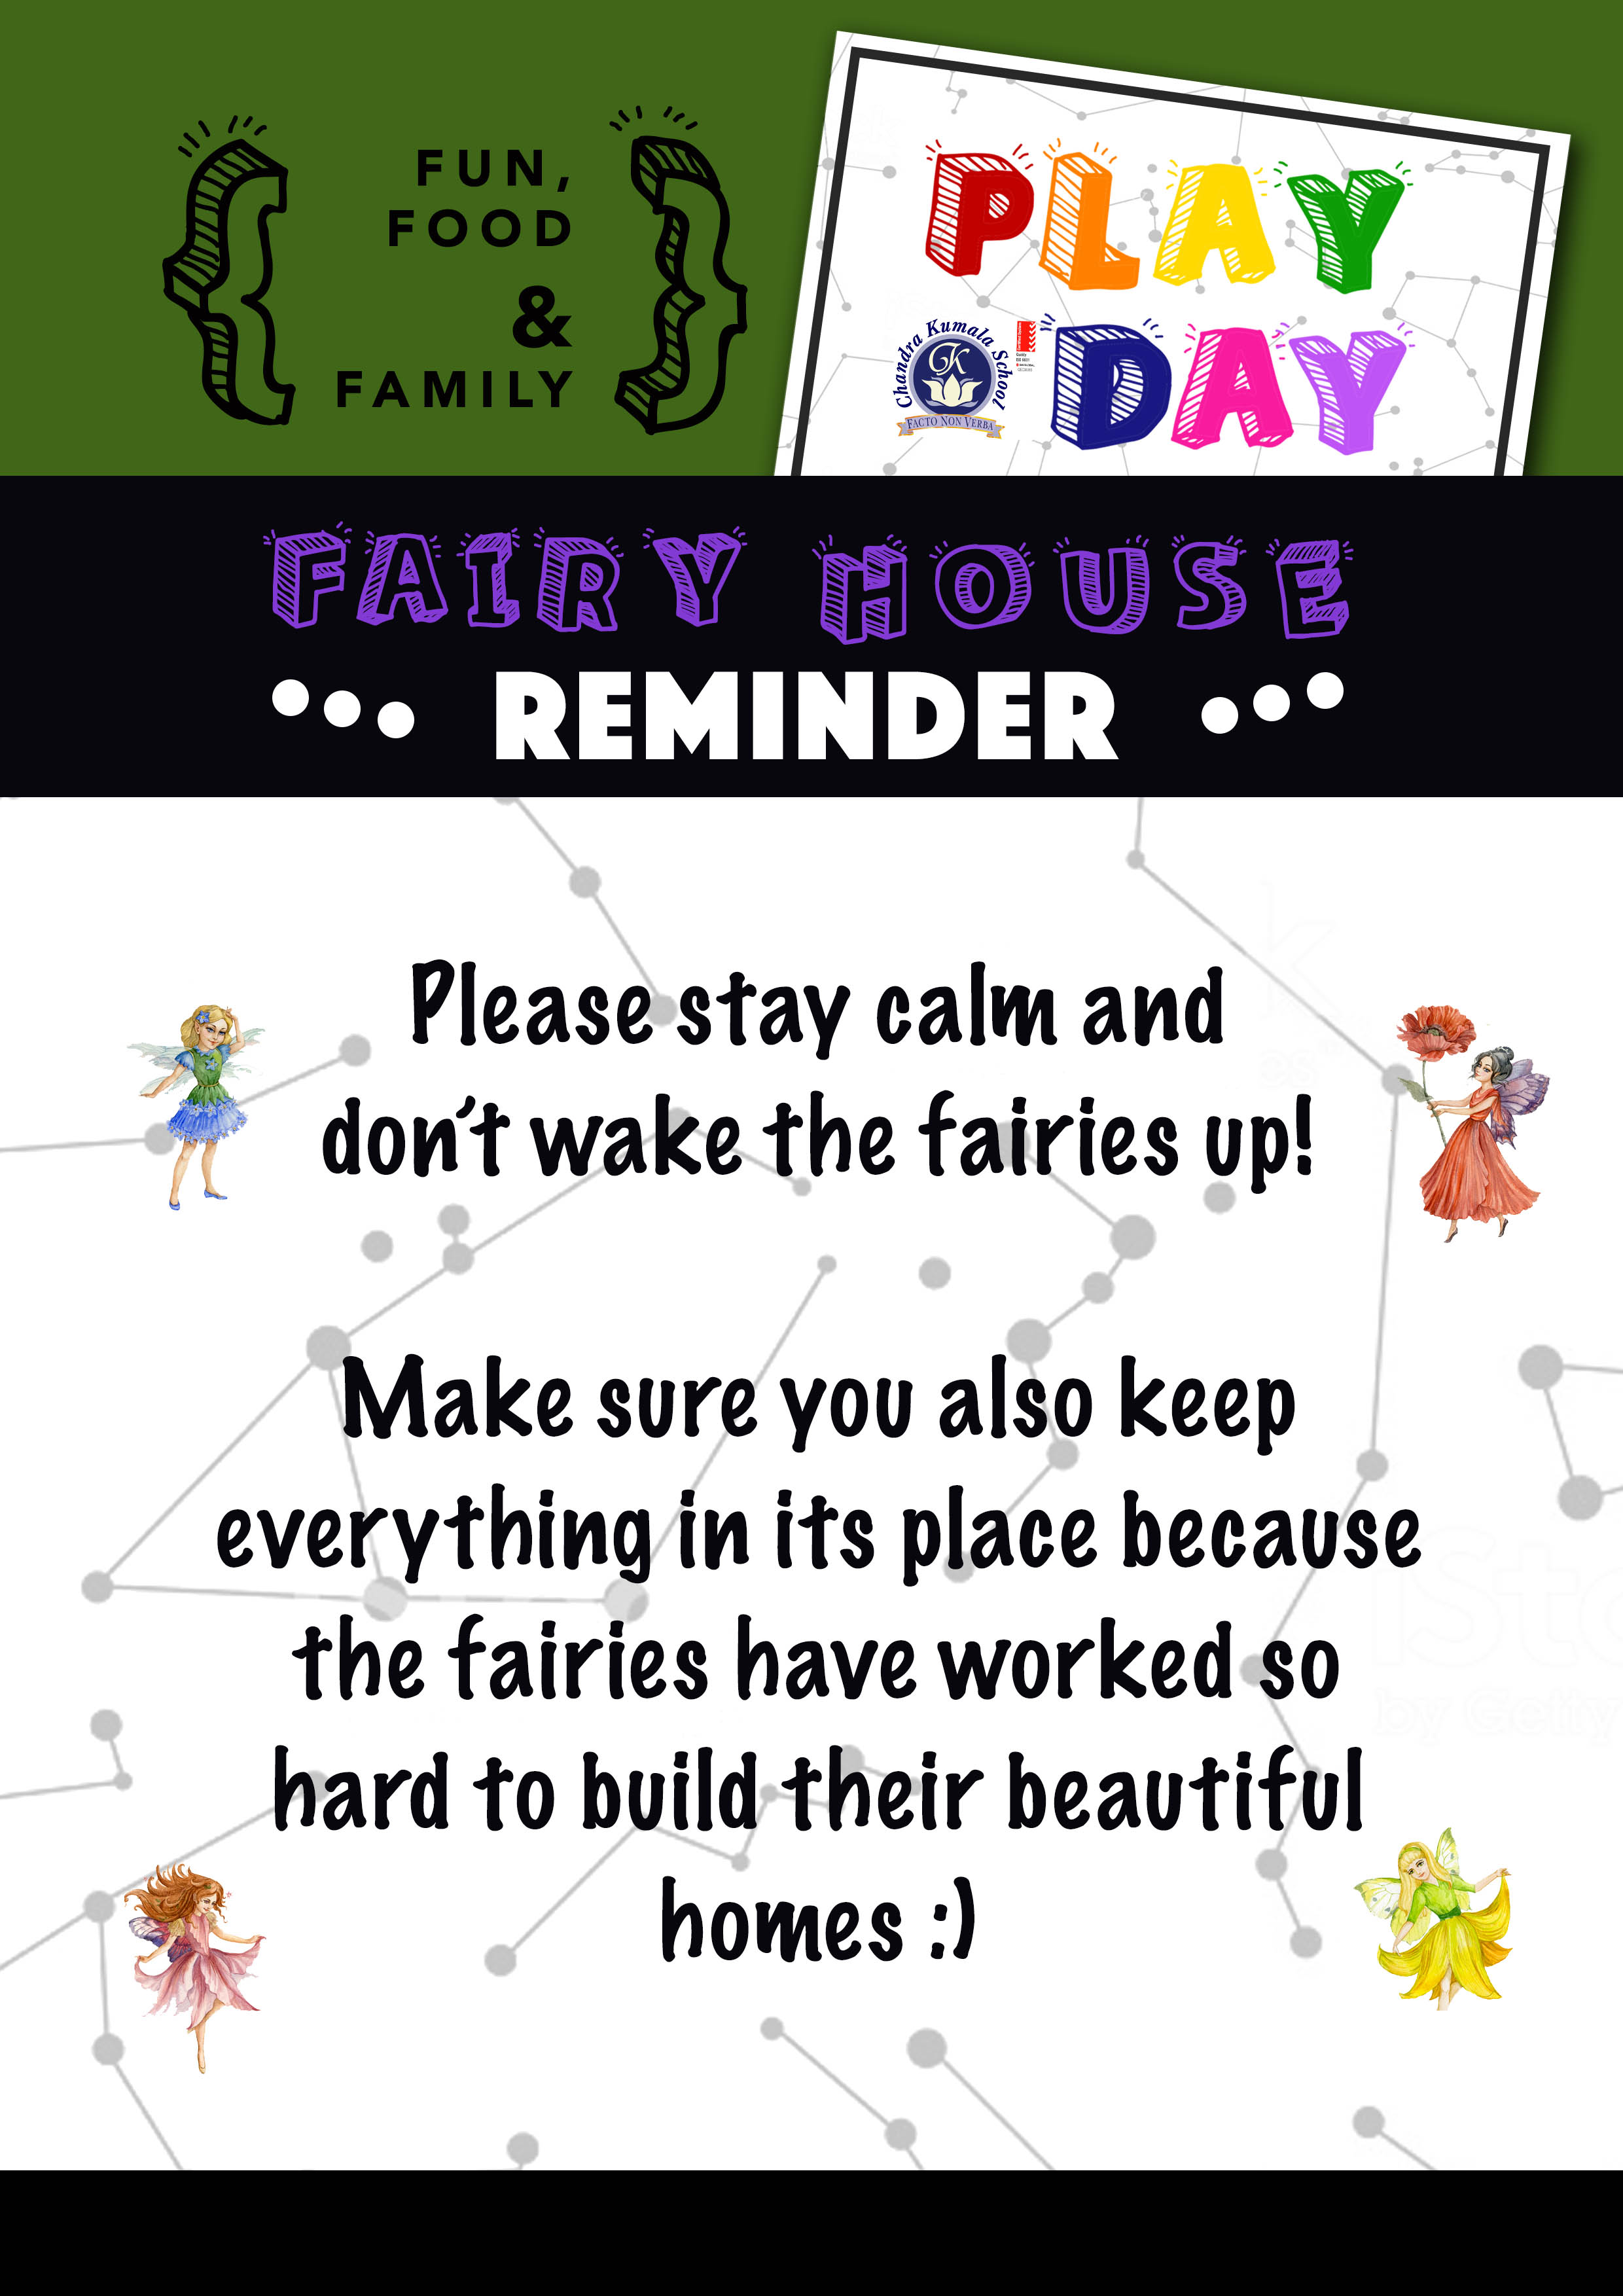 FUN,
FOOD
&
FAMILY
PLAY
DAY
Chandra Kumala School
CK
FACTO NON VERBA
FAIRY HOUSE
REMINDER
Please stay calm and
don't wake the fairies up!
Make sure you also keep
everything in its place because
the fairies have worked so
hard to build their beautiful
homes :)
by Getty